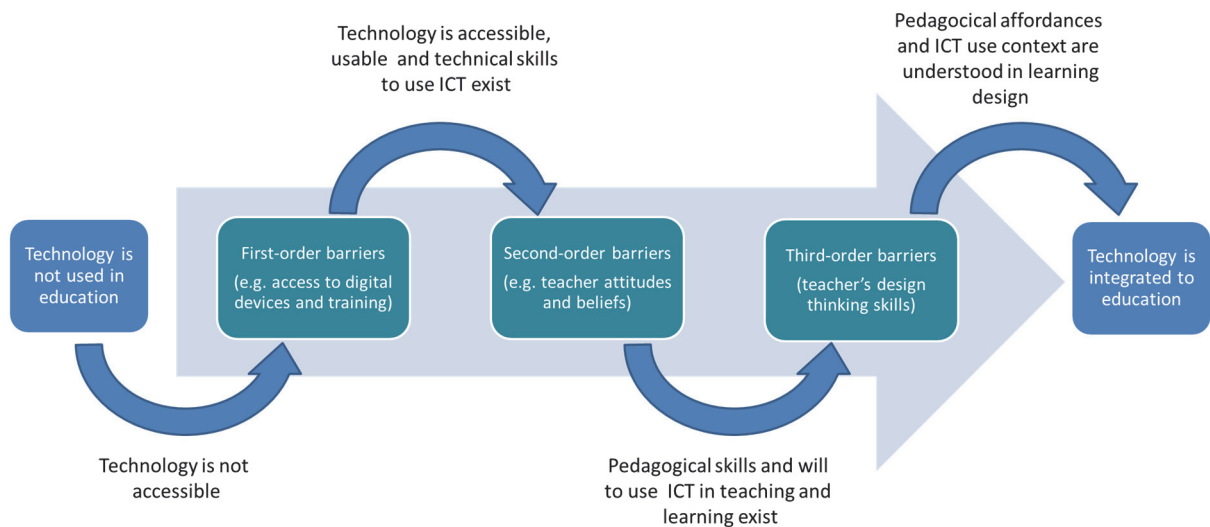 Technology is
not used in
education
Technology is not
accessible
First-order barriers
(e.g. access to digital
devices and training)
Technology is accessible,
usable and technical skills
to use ICT exist
Second-order barriers
(e.g. teacher attitudes
and beliefs)
Pedagogical skills and will
to use ICT in teaching and
learning exist
Third-order barriers
(teacher's design
thinking skills)
Pedagocical affordances
and ICT use context are
understood in learning
design
Technology is
integrated to
education